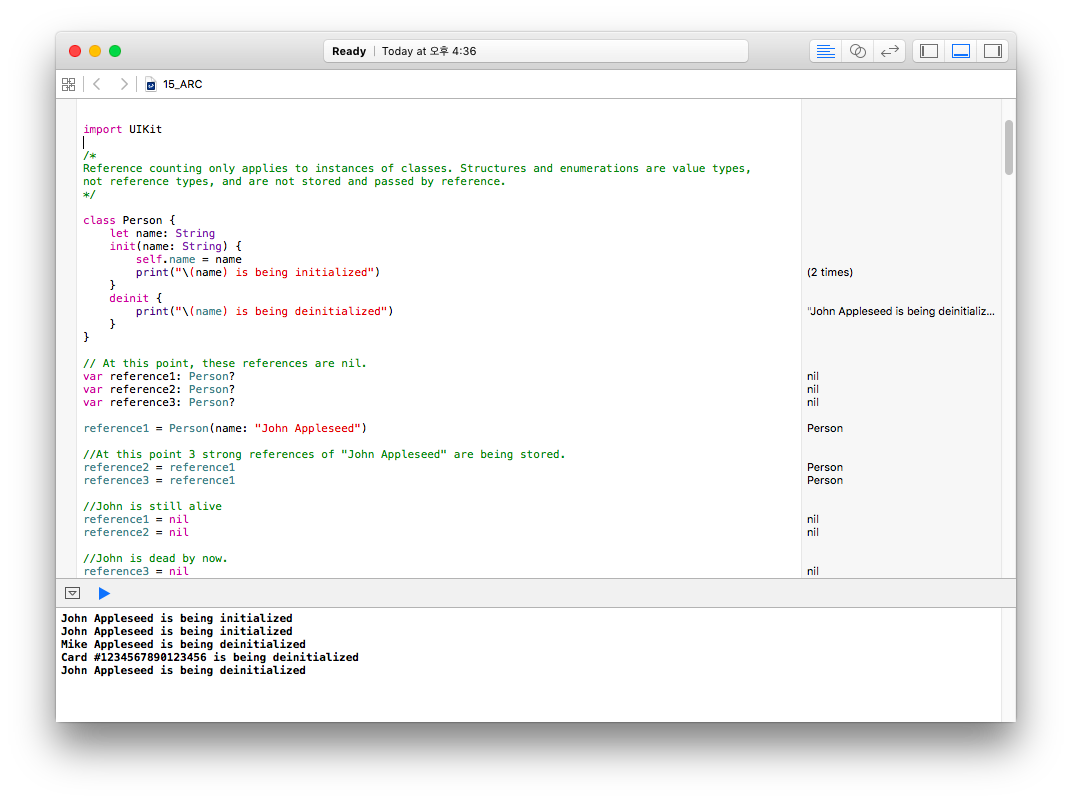 Ready Today at 오후 4:36
15_ARC
import UIKit
/*
Reference counting only applies to instances of classes. Structures and enumerations are value types,
not reference types, and are not stored and passed by reference.
*/
class Person {
    let name: String
    init(name: String) {
        self.name = name
        print("\(name) is being initialized") (2 times)
    }
    deinit {
        print("\(name) is being deinitialized") "John Appleseed is being deinitializ...
    }
}
// At this point, these references are nil.
var reference1: Person? nil
var reference2: Person? nil
var reference3: Person? nil
reference1 = Person(name: "John Appleseed") Person
//At this point 3 strong references of "John Appleseed" are being stored.
reference2 = reference1 Person
reference3 = reference1 Person
//John is still alive
reference1 = nil nil
reference2 = nil nil
//John is dead by now.
reference3 = nil nil
John Appleseed is being initialized
John Appleseed is being initialized
Mike Appleseed is being deinitialized
Card #1234567890123456 is being deinitialized
John Appleseed is being deinitialized